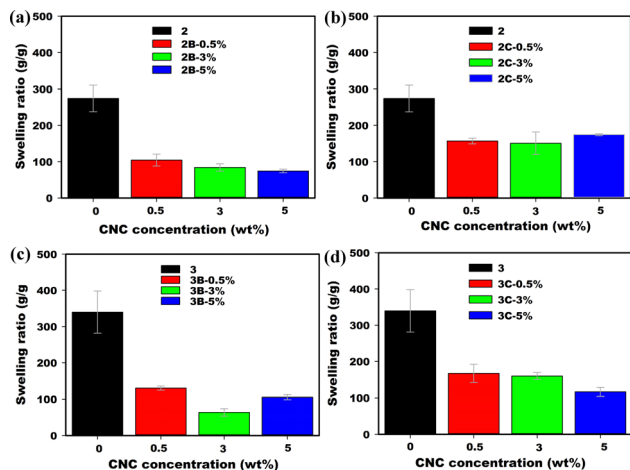 (a)
500
400
300
200
100
0
Swelling ratio (g/g)
2
2B-0.5%
2B-3%
2B-5%
0 0.5 3 5
CNC concentration (wt%)
(b)
500
400
300
200
100
0
Swelling ratio (g/g)
2
2C-0.5%
2C-3%
2C-5%
0 0.5 3 5
CNC concentration (wt%)
(c)
500
400
300
200
100
0
Swelling ratio (g/g)
3
3B-0.5%
3B-3%
3B-5%
0 0.5 3 5
CNC concentration (wt%)
(d)
500
400
300
200
100
0
Swelling ratio (g/g)
3
3C-0.5%
3C-3%
3C-5%
0 0.5 3 5
CNC concentration (wt%)